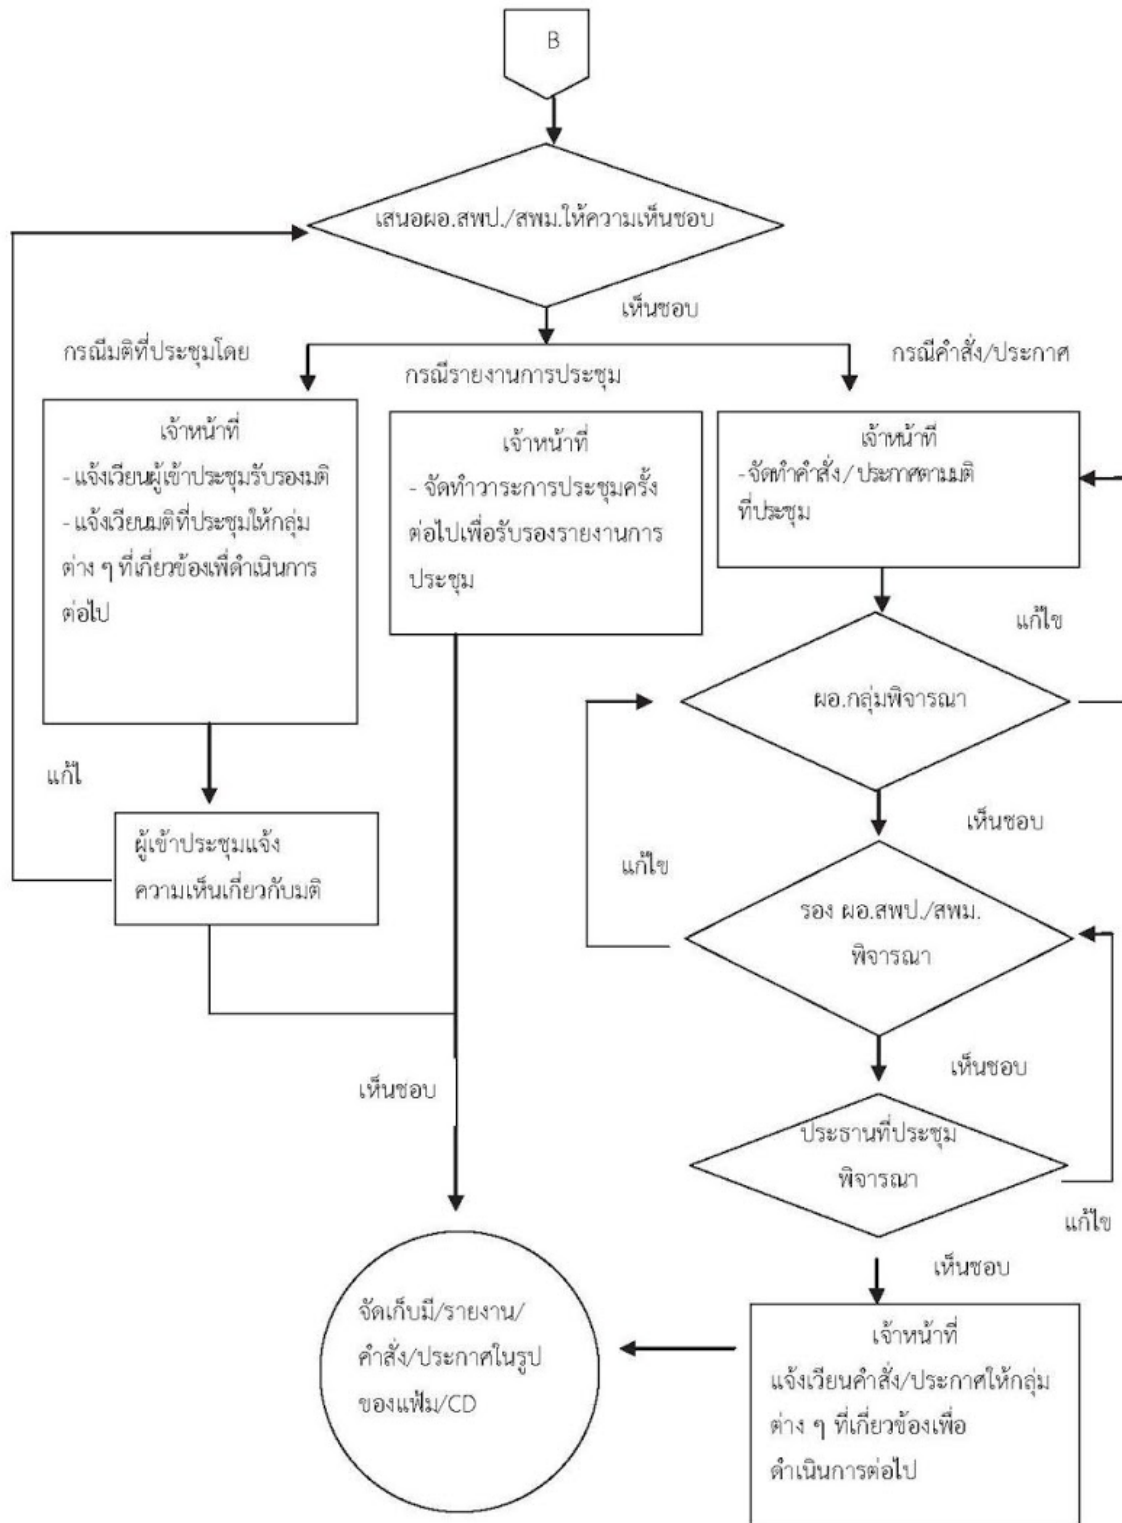 B
เสนอผอ.สพป./สพม.ให้ความเห็นชอบ
เห็นชอบ
กรณีมติที่ประชุมโดย
กรณีรายงานการประชุม
กรณีคำสั่ง/ประกาศ
เจ้าหน้าที่
- แจ้งเวียนผู้เข้าประชุมรับรองมติ
- แจ้งเวียนมติที่ประชุมให้กลุ่ม
ต่าง ๆ ที่เกี่ยวข้องเพื่ดำเนินการ
ต่อไป
เจ้าหน้าที่
- จัดทำวาระการประชุมครั้ง
ต่อไปเพื่อรับรองรายงานการ
ประชุม
เจ้าหน้าที่
- จัดทำคำสั่ง / ประกาศตามมติ
ที่ประชุม
แก้ไข
ผอ.กลุ่มพิจารณา
แก้ไ
เห็นชอบ
ผู้เข้าประชุมแจ้ง
ความเห็นเกี่ยวกับมติ
แก้ไข
รอง ผอ.สพป./สพม.
พิจารณา
เห็นชอบ
เห็นชอบ
ประธานที่ประชุม
พิจารณา
แก้ไข
เห็นชอบ
จัดเก็บมี/รายงาน/
คำสั่ง/ประกาศในรูป
ของแฟ้ม/CD
เจ้าหน้าที่
แจ้งเวียนคำสั่ง/ประกาศให้กลุ่ม
ต่าง ๆ ที่เกี่ยวข้องเพื่อ
ดำเนินการต่อไป